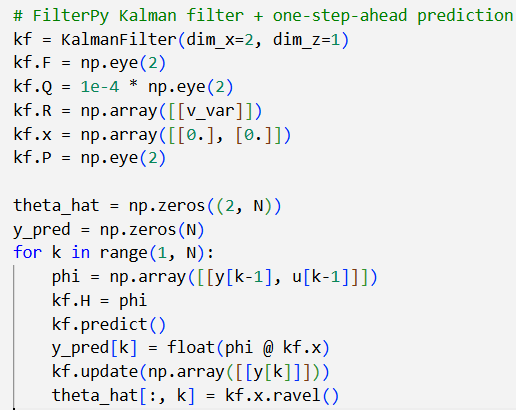 # FilterPy Kalman filter + one-step-ahead prediction
kf = KalmanFilter(dim_x=2, dim_z=1)
kf.F = np.eye(2)
kf.Q = 1e-4 * np.eye(2)
kf.R = np.array([[v_var]])
kf.x = np.array([[0.], [0.]])
kf.P = np.eye(2)

theta_hat = np.zeros((2, N))
y_pred = np.zeros(N)
for k in range(1, N):
    phi = np.array([[y[k-1], u[k-1]]])
    kf.H = phi
    kf.predict()
    y_pred[k] = float(phi @ kf.x)
    kf.update(np.array([[y[k]]]))
    theta_hat[:, k] = kf.x.ravel()